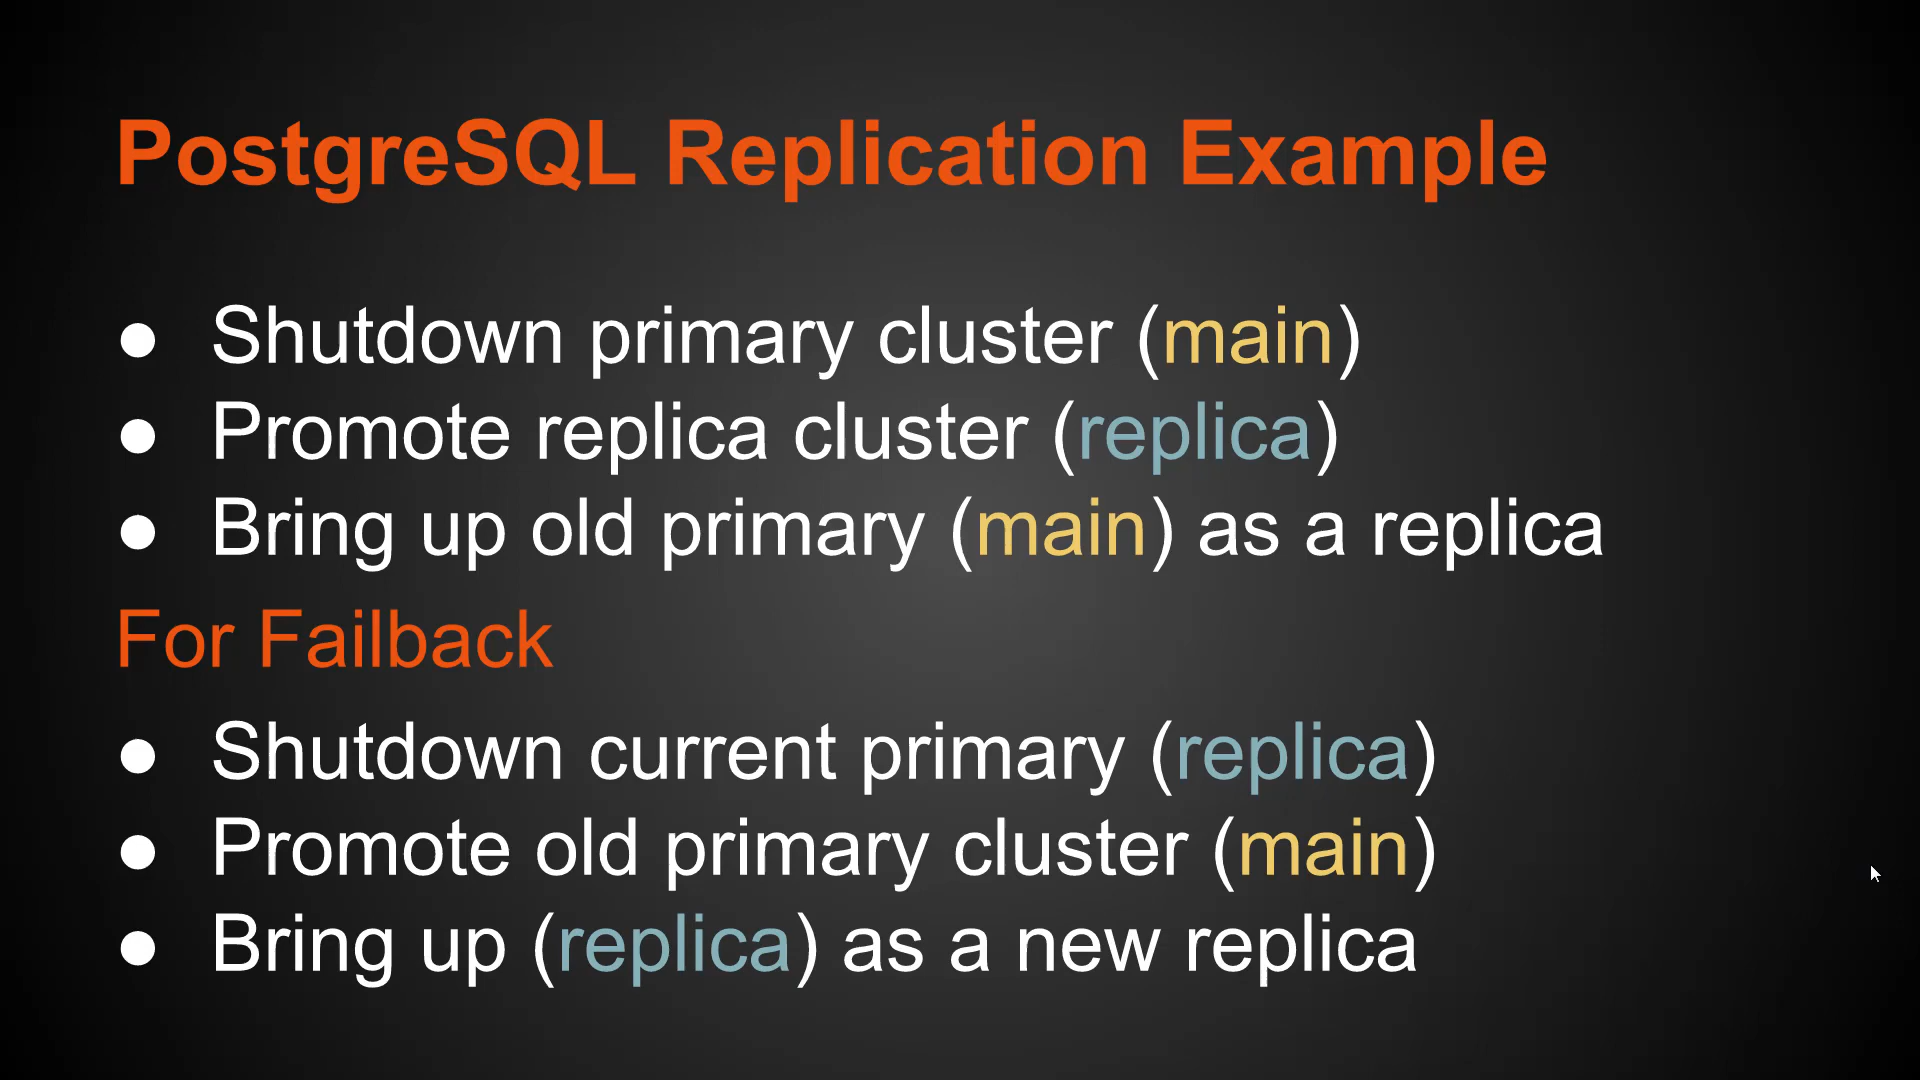 PostgreSQL Replication Example
● Shutdown primary cluster (main)
● Promote replica cluster (replica)
● Bring up old primary (main) as a replica
For Failback
● Shutdown current primary (replica)
● Promote old primary cluster (main)
● Bring up (replica) as a new replica